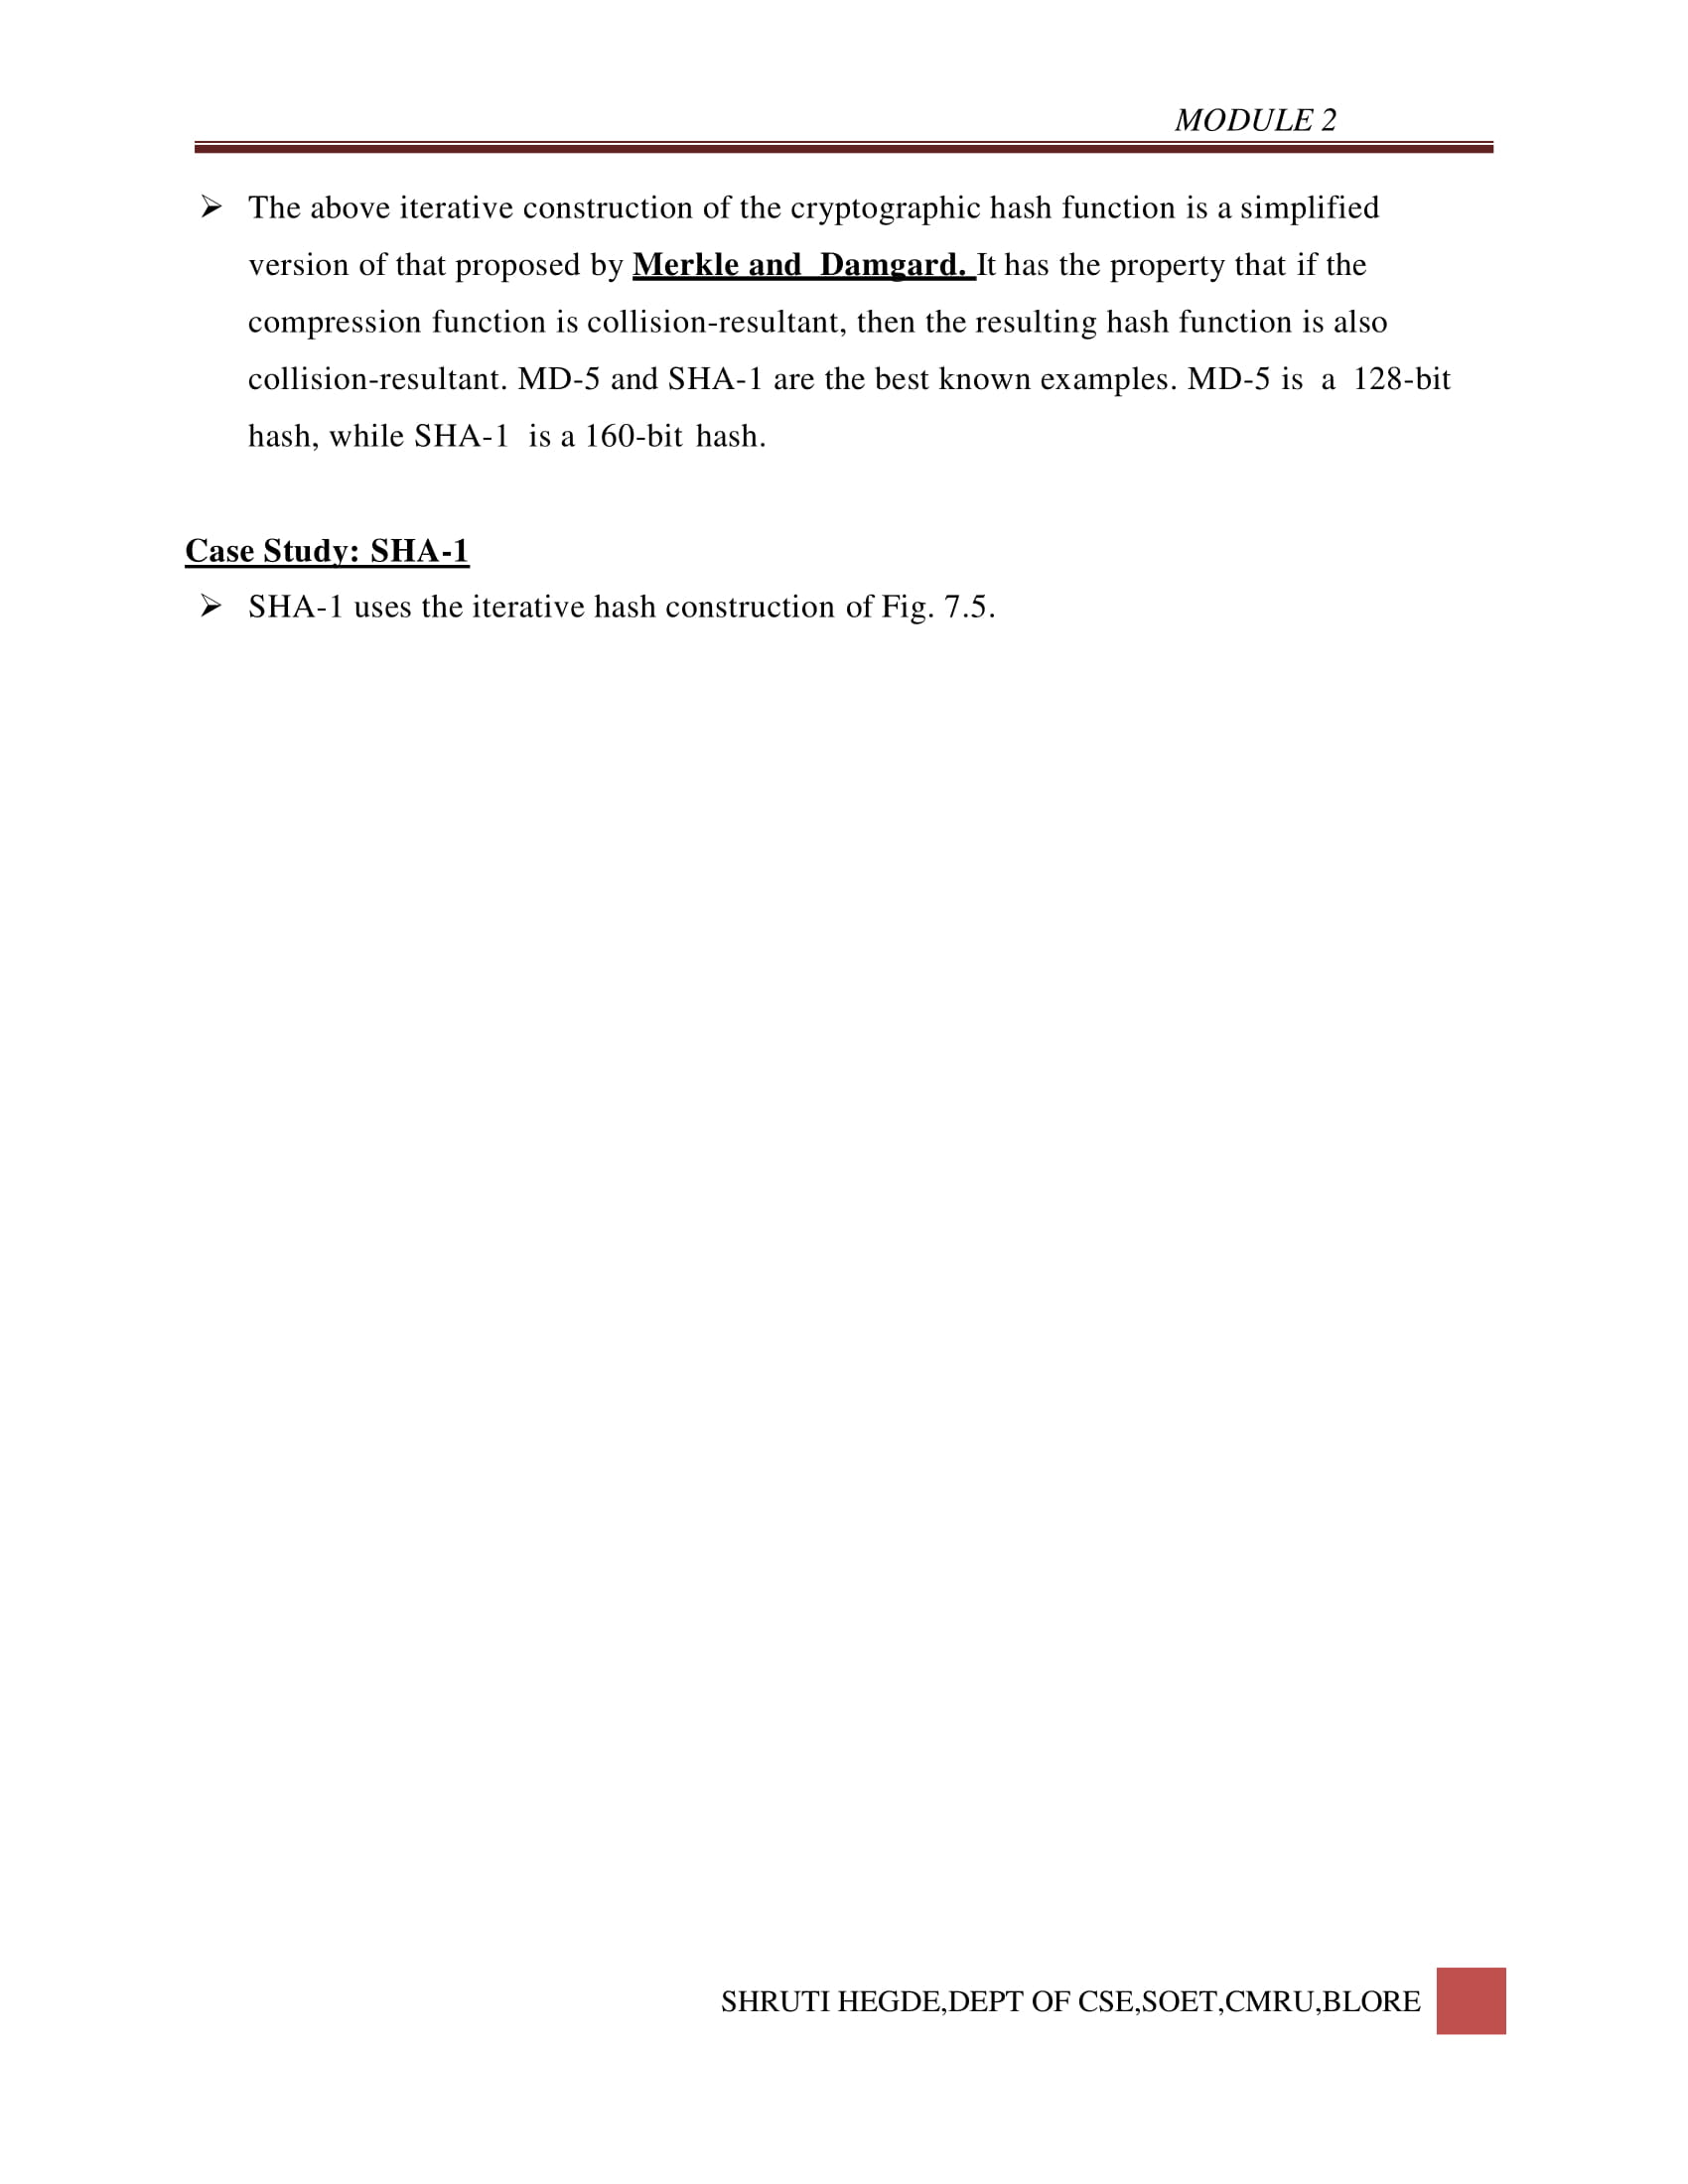 MODULE 2
➢ The above iterative construction of the cryptographic hash function is a simplified
version of that proposed by Merkle and  Damgard. It has the property that if the
compression function is collision-resultant, then the resulting hash function is also
collision-resultant. MD-5 and SHA-1 are the best known examples. MD-5 is  a  128-bit
hash, while SHA-1  is a 160-bit hash.
Case Study: SHA-1
➢ SHA-1 uses the iterative hash construction of Fig. 7.5.
SHRUTI HEGDE,DEPT OF CSE,SOET,CMRU,BLORE